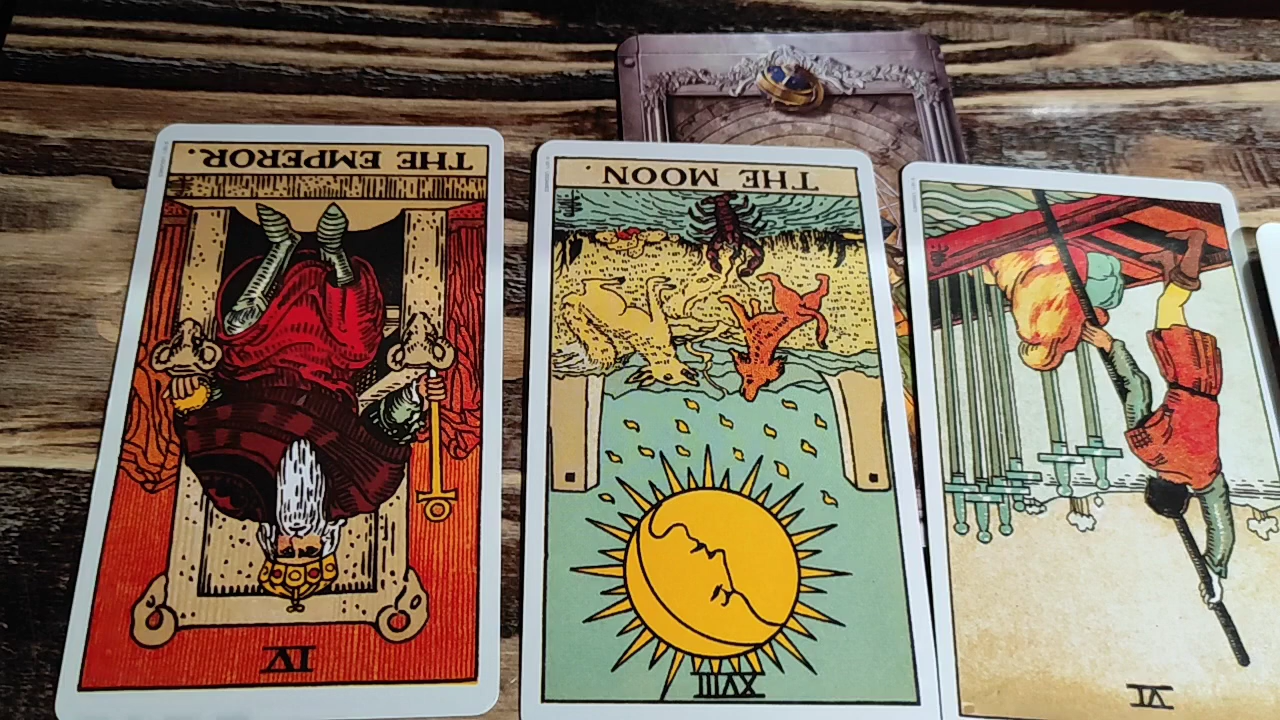 THE EMPEROR.
IV
THE MOON.
XVIII
VI